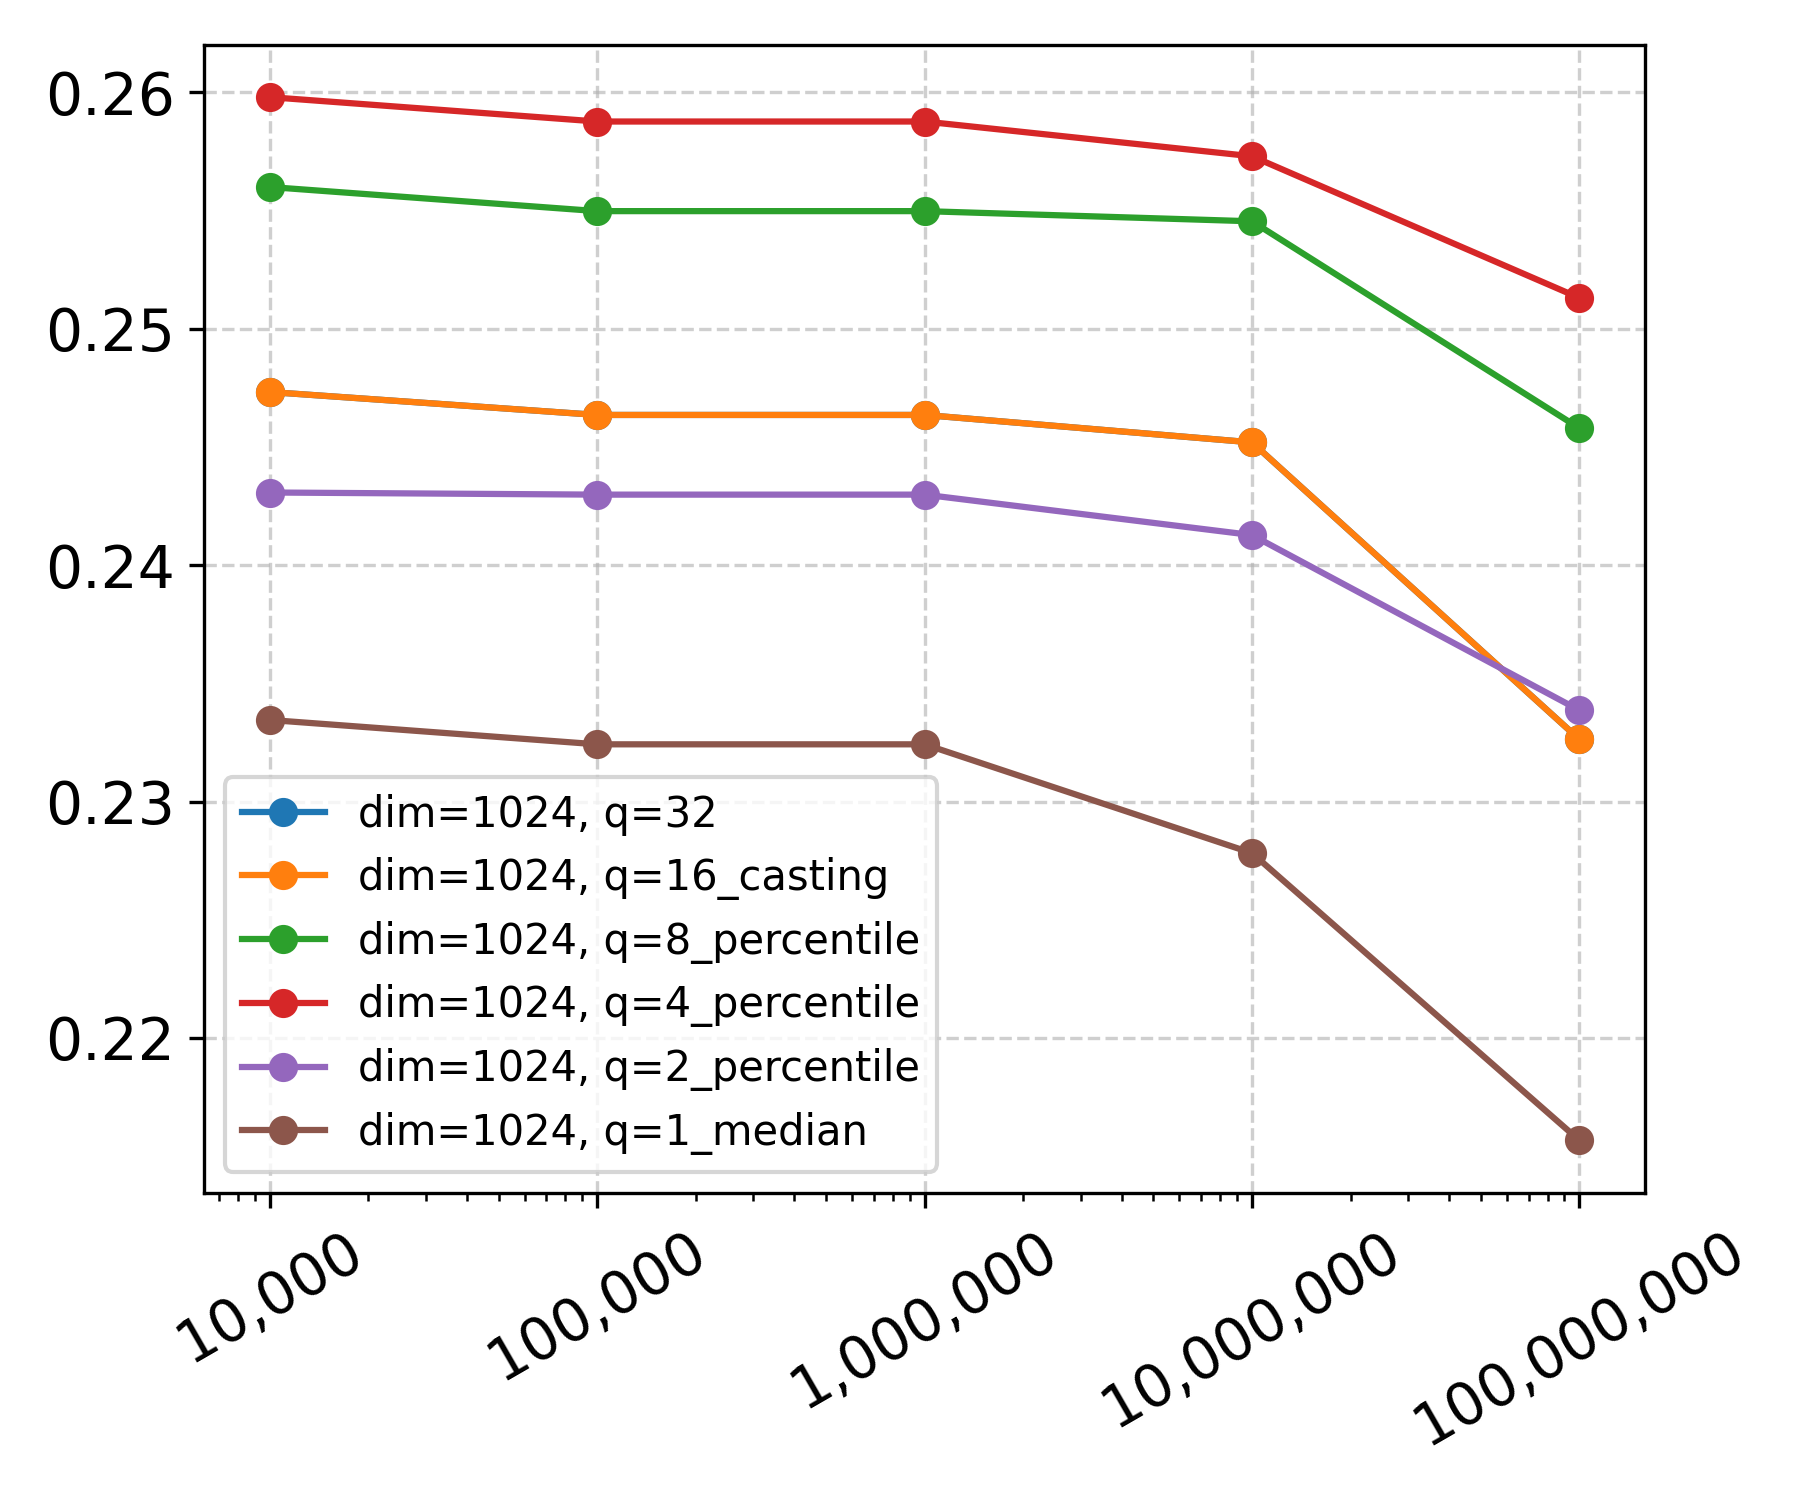 0.26
0.25
0.24
0.23
0.22
dim=1024, q=32
dim=1024, q=16_casting
dim=1024, q=8_percentile
dim=1024, q=4_percentile
dim=1024, q=2_percentile
dim=1024, q=1_median
10,000
100,000
1,000,000
10,000,000
100,000,000